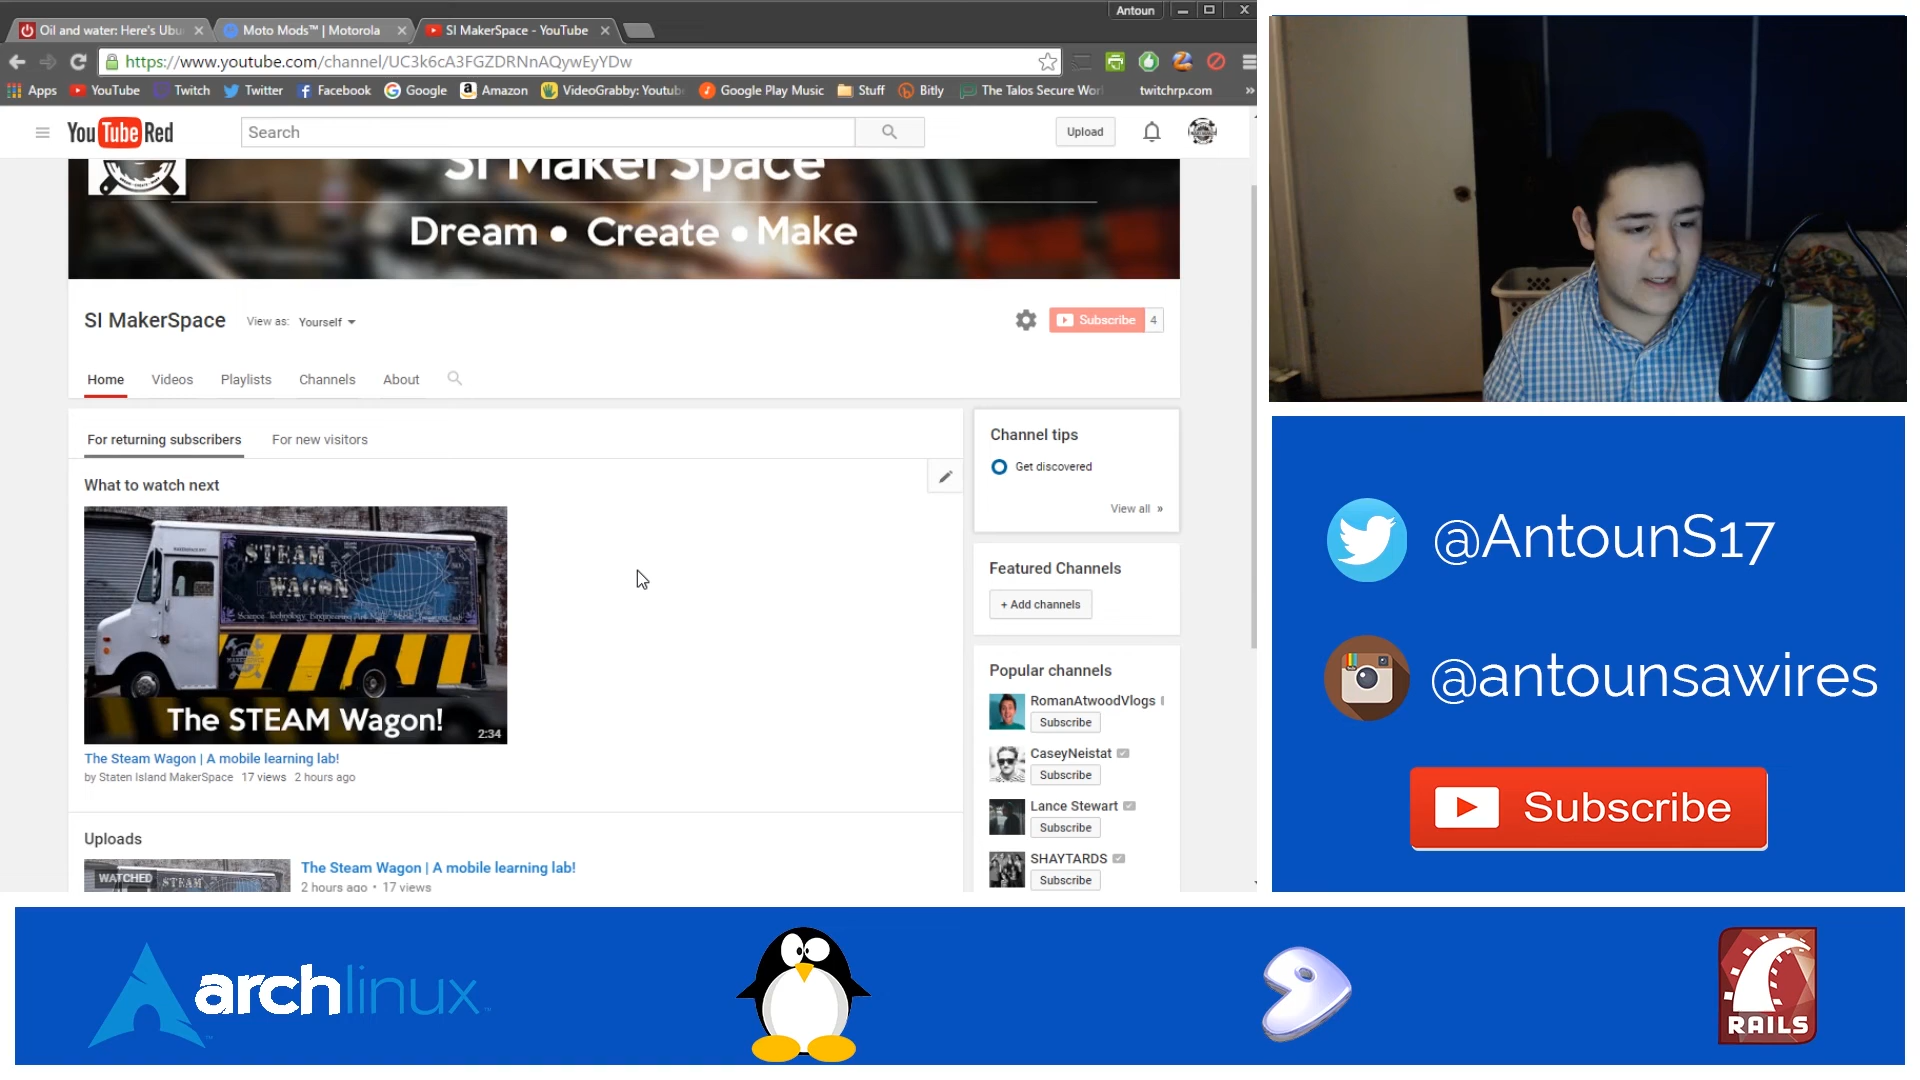 Antoun
Oil and water: Here's Ubu
Moto Mods™ | Motorola
SI MakerSpace - YouTube
https://www.youtube.com/channel/UC3k6cA3FGZDRNnAQywEyYDw
Apps YouTube Twitch Twitter Facebook Google Amazon VideoGrabby: Youtub Google Play Music Stuff Bitly The Talos Secure Wor twitchrp.com »
YouTube Red
Search
Upload
SI MakerSpace
Dream • Create • Make
SI MakerSpace
View as: Yourself
Subscribe 4
Home Videos Playlists Channels About
For returning subscribers For new visitors
What to watch next
STEAM
WAGON
The STEAM Wagon!
2:34
The Steam Wagon | A mobile learning lab!
by Staten Island MakerSpace 17 views 2 hours ago
Uploads
WATCHED
STEAM
The Steam Wagon | A mobile learning lab!
2 hours ago • 17 views
Channel tips
Get discovered
View all »
Featured Channels
+ Add channels
Popular channels
RomanAtwoodVlogs
Subscribe
CaseyNeistat
Subscribe
Lance Stewart
Subscribe
SHAYTARDS
Subscribe
@AntounS17
@antounsawires
Subscribe
archlinux™
RAILS